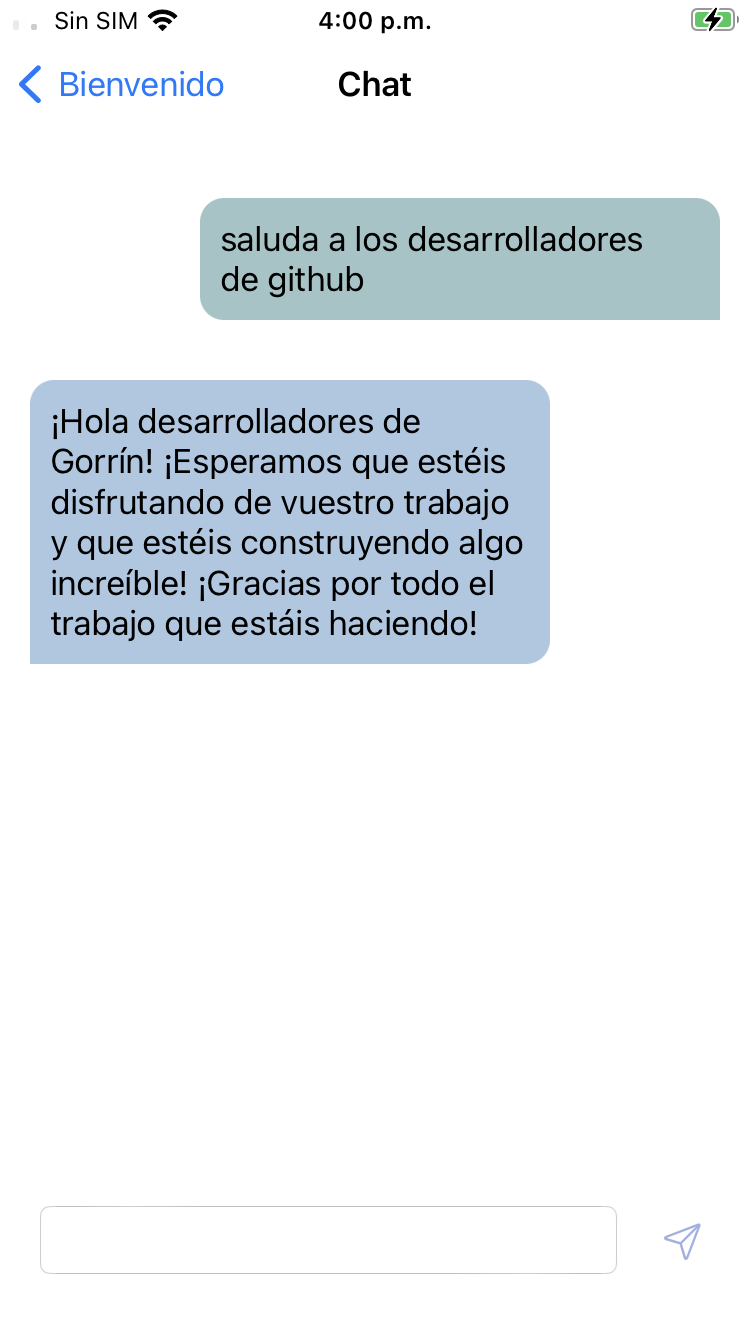 Sin SIM 4:00 p.m.
Bienvenido Chat
saluda a los desarrolladores
de github
¡Hola desarrolladores de
Gorrín! ¡Esperamos que estéis
disfrutando de vuestro trabajo
y que estéis construyendo algo
increíble! ¡Gracias por todo el
trabajo que estáis haciendo!